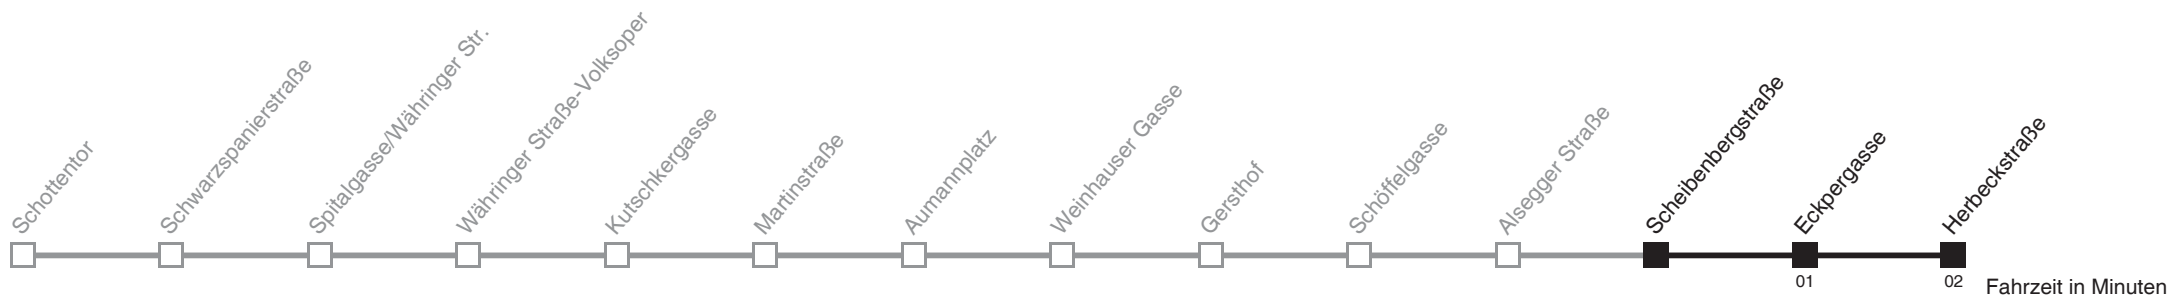 Schottentor
Schwarzspanierstraße
Spitalgasse/Währinger Str.
Währinger Straße-Volksoper
Kutschkergasse
Martinstraße
Aumannplatz
Weinhauser Gasse
Gersthof
Schöffelgasse
Alsegger Straße
Scheibenbergstraße
Eckpergasse
Herbeckstraße
01
02
Fahrzeit in Minuten